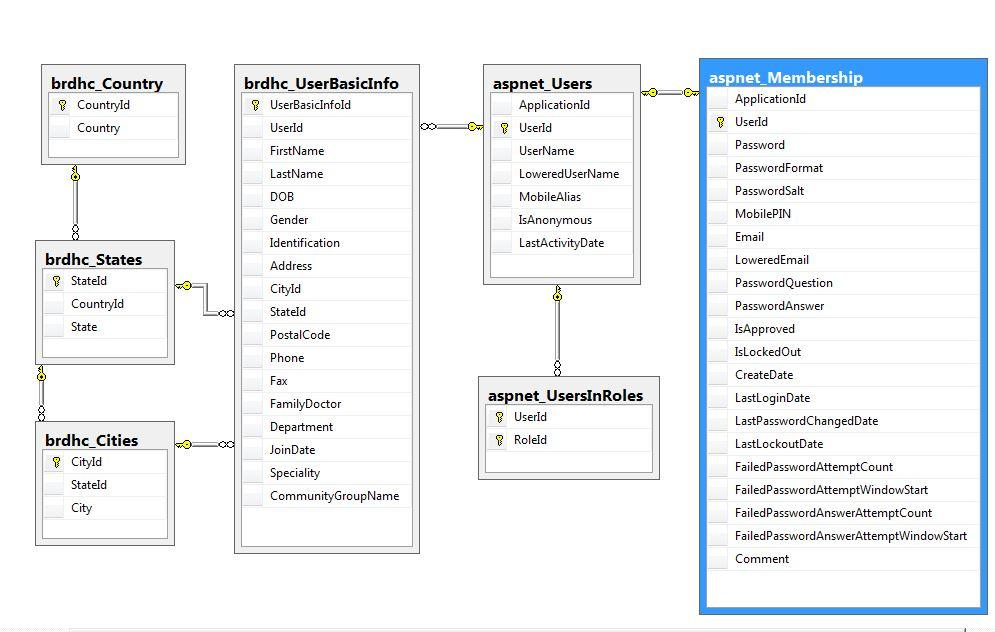 brdhc_Country
CountryId
Country
brdhc_States
StateId
CountryId
State
brdhc_Cities
CityId
StateId
City
brdhc_UserBasicInfo
UserBasicInfoId
UserId
FirstName
LastName
DOB
Gender
Identification
Address
CityId
StateId
PostalCode
Phone
Fax
FamilyDoctor
Department
JoinDate
Speciality
CommunityGroupName
aspnet_Users
ApplicationId
UserId
UserName
LoweredUserName
MobileAlias
IsAnonymous
LastActivityDate
aspnet_UsersInRoles
UserId
RoleId
aspnet_Membership
ApplicationId
UserId
Password
PasswordFormat
PasswordSalt
MobilePIN
Email
LoweredEmail
PasswordQuestion
PasswordAnswer
IsApproved
IsLockedOut
CreateDate
LastLoginDate
LastPasswordChangedDate
LastLockoutDate
FailedPasswordAttemptCount
FailedPasswordAttemptWindowStart
FailedPasswordAnswerAttemptCount
FailedPasswordAnswerAttemptWindowStart
Comment